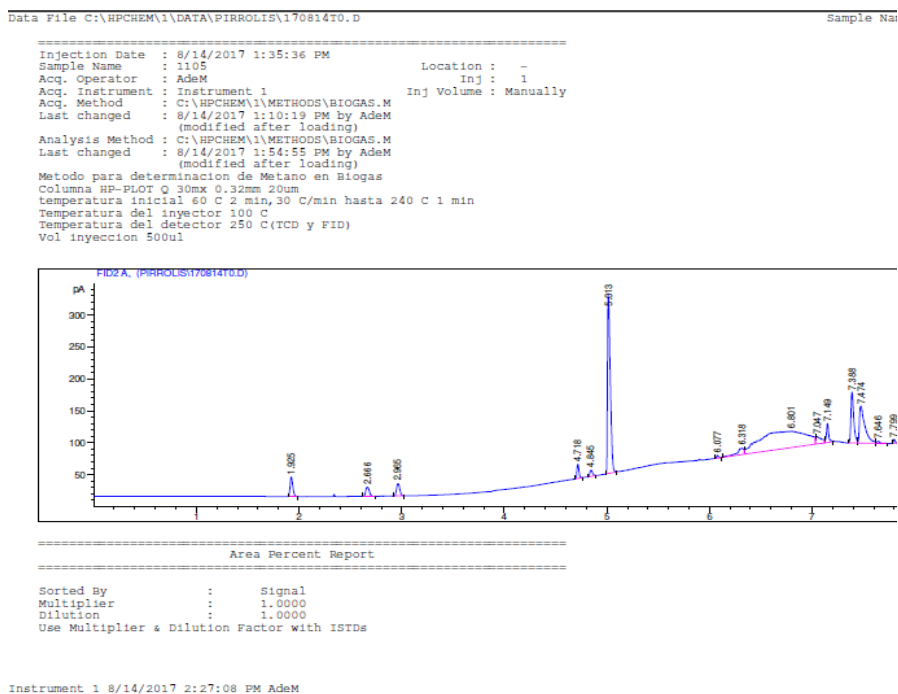 Data File C:\HPCHEM\1\DATA\PIRROLIS\170814T0.D Sample Na
==================================================================
Injection Date : 8/14/2017 1:35:36 PM
Sample Name : 1105 Location : -
Acq. Operator : AdeM Inj : 1
Acq. Instrument : Instrument 1 Inj Volume : Manually
Acq. Method : C:\HPCHEM\1\METHODS\BIOGAS.M
Last changed : 8/14/2017 1:10:19 PM by AdeM
(modified after loading)
Analysis Method : C:\HPCHEM\1\METHODS\BIOGAS.M
Last changed : 8/14/2017 1:54:55 PM by AdeM
(modified after loading)
Metodo para determinacion de Metano en Biogas
Columna HP-PLOT Q 30mx 0.32mm 20um
temperatura inicial 60 C 2 min,30 C/min hasta 240 C 1 min
Temperatura del inyector 100 C
Temperatura del detector 250 C(TCD y FID)
Vol inyeccion 500ul
FID2 A, (PIRROLIS\170814T0.D)
pA
300
250
200
150
100
50
1.925
2.666
2.965
4.718
4.845
5.013
6.077
6.318
6.801
7.047
7.149
7.388
7.474
7.646
7.799
1 2 3 4 5 6 7
==================================================================
Area Percent Report
==================================================================
Sorted By : Signal
Multiplier : 1.0000
Dilution : 1.0000
Use Multiplier & Dilution Factor with ISTDs
Instrument 1 8/14/2017 2:27:08 PM AdeM